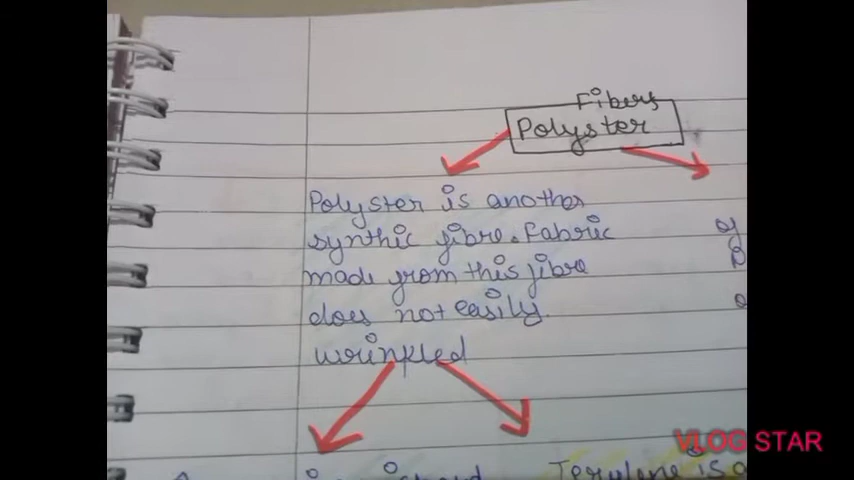 Fibers
Polyster
Polyster is another
synthic fibre. Fabric
made from this fibre
does not easily.
wrinkled
Terylene is a
VLOG STAR